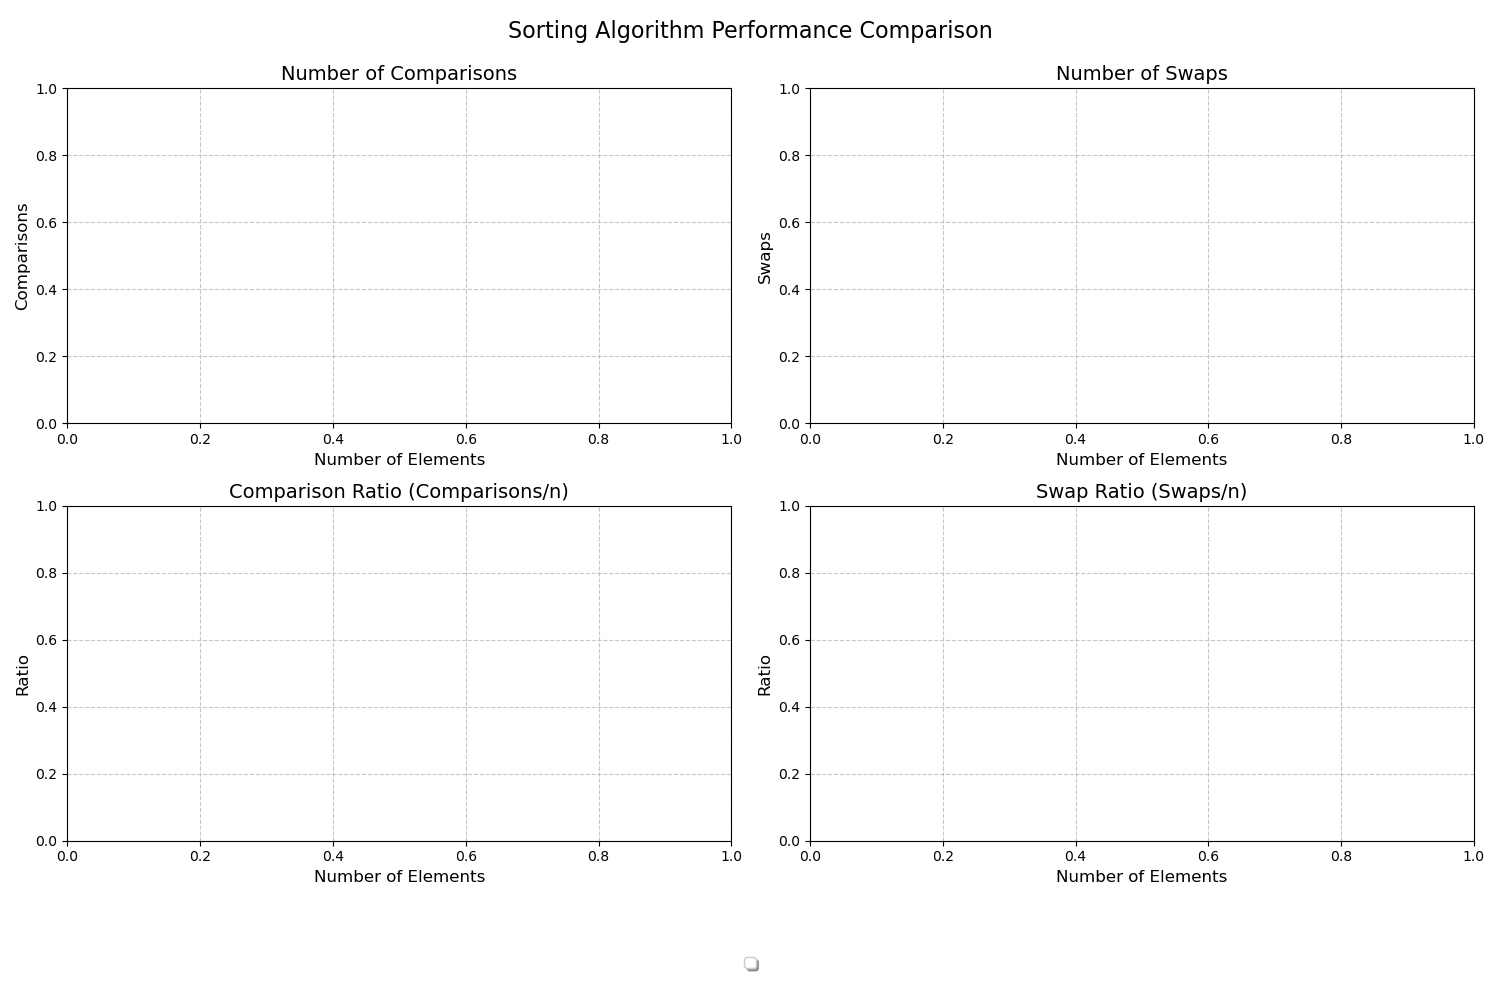 Sorting Algorithm Performance Comparison
Number of Comparisons
1.0
0.8
0.6
0.4
0.2
0.0
Comparisons
0.0 0.2 0.4 0.6 0.8 1.0
Number of Elements
Number of Swaps
1.0
0.8
0.6
0.4
0.2
0.0
Swaps
0.0 0.2 0.4 0.6 0.8 1.0
Number of Elements
Comparison Ratio (Comparisons/n)
1.0
0.8
0.6
0.4
0.2
0.0
Ratio
0.0 0.2 0.4 0.6 0.8 1.0
Number of Elements
Swap Ratio (Swaps/n)
1.0
0.8
0.6
0.4
0.2
0.0
Ratio
0.0 0.2 0.4 0.6 0.8 1.0
Number of Elements